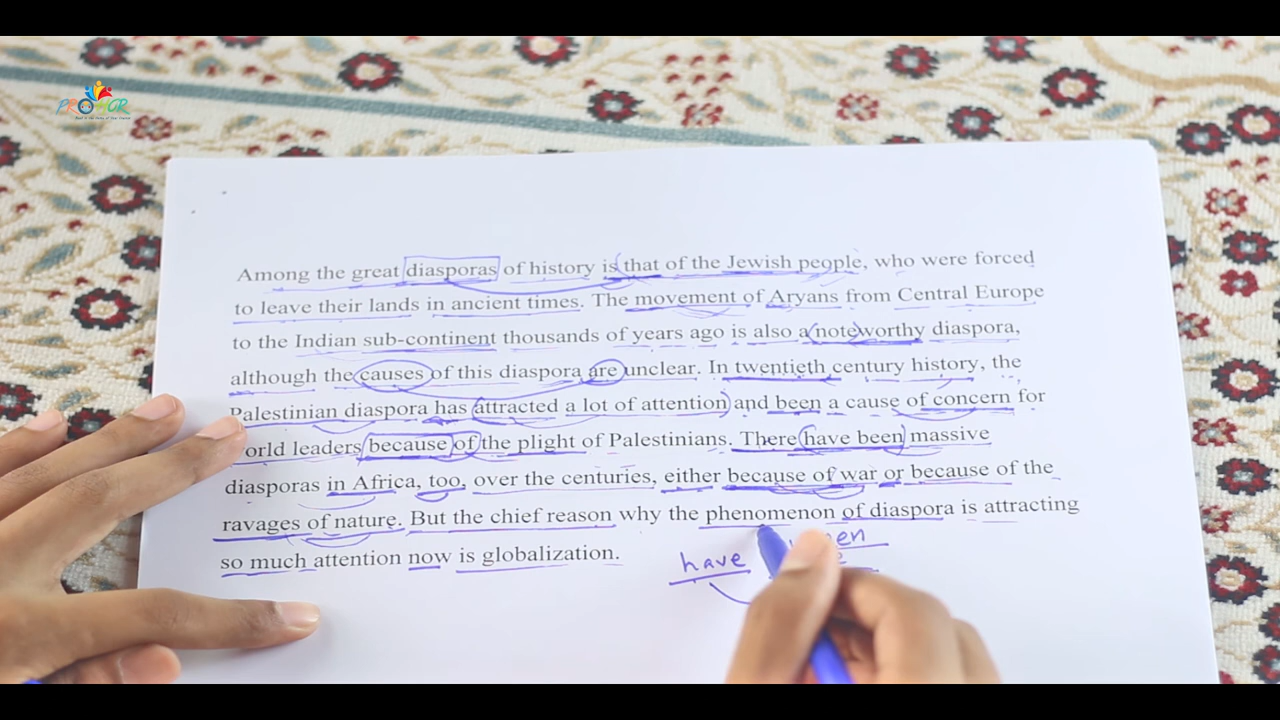 PROMOR
Among the great diasporas of history is that of the Jewish people, who were forced
to leave their lands in ancient times. The movement of Aryans from Central Europe
to the Indian sub-continent thousands of years ago is also a noteworthy diaspora,
although the causes of this diaspora are unclear. In twentieth century history, the
Palestinian diaspora has attracted a lot of attention and been a cause of concern for
orld leaders because of the plight of Palestinians. There have been massive
diasporas in Africa, too, over the centuries, either because of war or because of the
ravages of nature. But the chief reason why the phenomenon of diaspora is attracting
so much attention now is globalization.
have